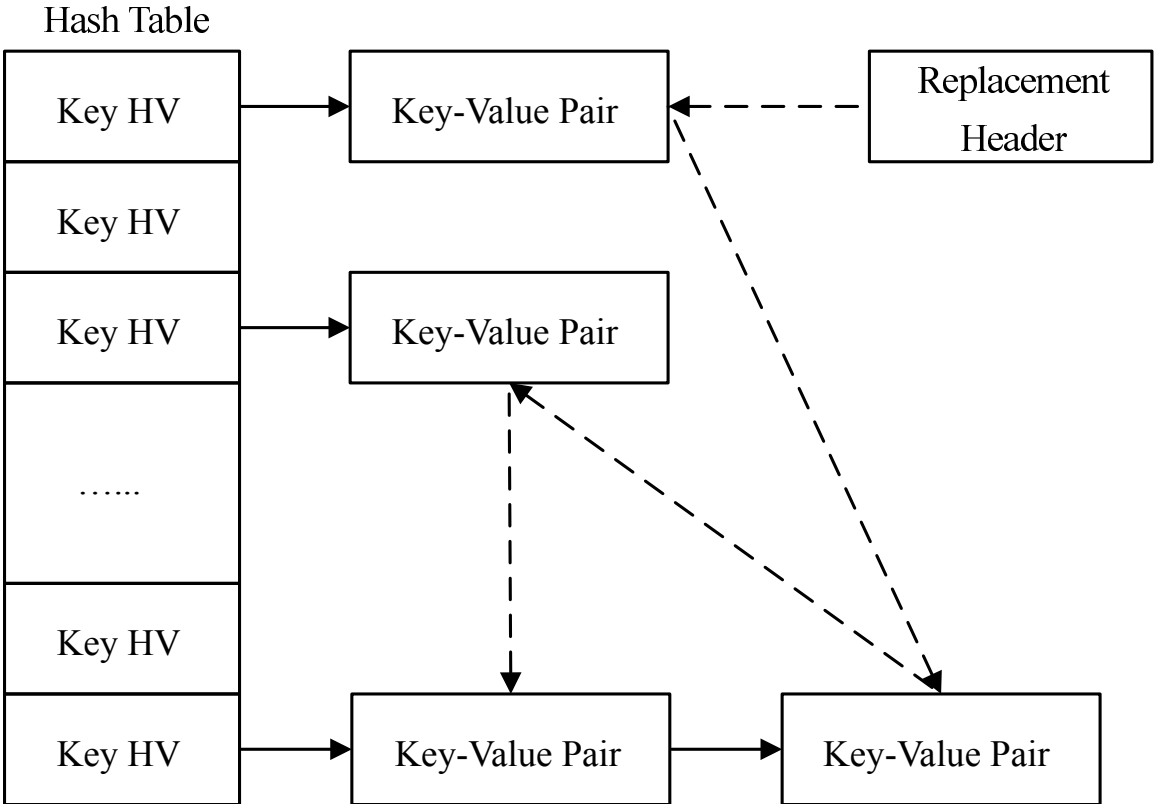 Hash Table
Key HV
Key-Value Pair
Replacement
Header
Key HV
Key HV
Key-Value Pair
…...
Key HV
Key HV
Key-Value Pair
Key-Value Pair